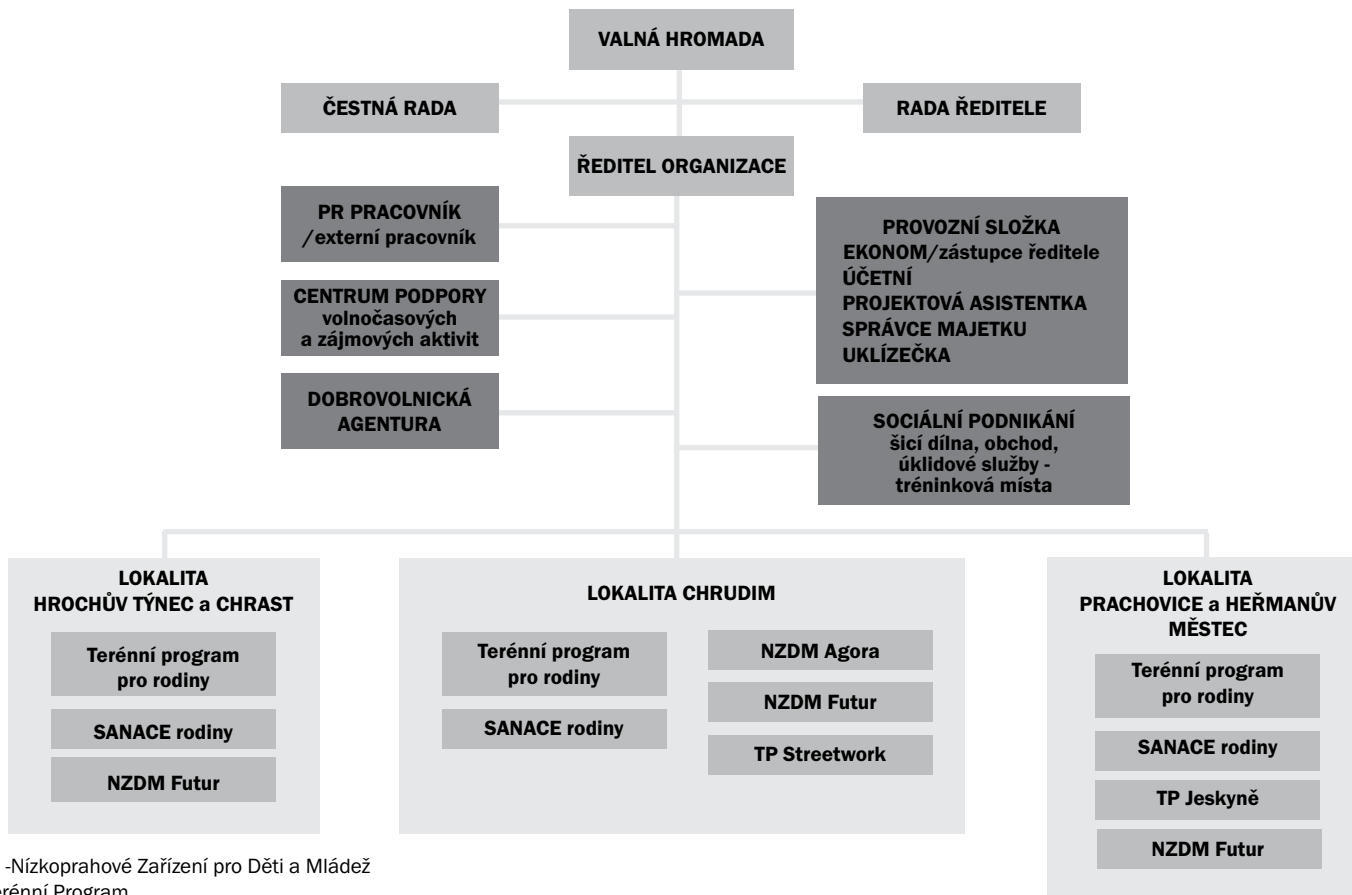 VALNÁ HROMADA
ČESTNÁ RADA
RADA ŘEDITELE
ŘEDITEL ORGANIZACE
PR PRACOVNÍK
/externí pracovník
CENTRUM PODPORY
volnočasových
a zájmových aktivit
DOBROVOLNICKÁ
AGENTURA
PROVOZNÍ SLOŽKA
EKONOM/zástupce ředitele
ÚČETNÍ
PROJEKTOVÁ ASISTENTKA
SPRÁVCE MAJETKU
UKLÍZEČKA
SOCIÁLNÍ PODNIKÁNÍ
šicí dílna, obchod,
úklidové služby -
tréninková místa
LOKALITA
HROCHŮV TÝNEC a CHRAST
Terénní program
pro rodiny
SANACE rodiny
NZDM Futur
LOKALITA CHRUDIM
Terénní program
pro rodiny
SANACE rodiny
NZDM Agora
NZDM Futur
TP Streetwork
LOKALITA
PRACHOVICE a HEŘMANŮV
MĚSTEC
Terénní program
pro rodiny
SANACE rodiny
TP Jeskyně
NZDM Futur
-Nízkoprahové Zařízení pro Děti a Mládež
Program